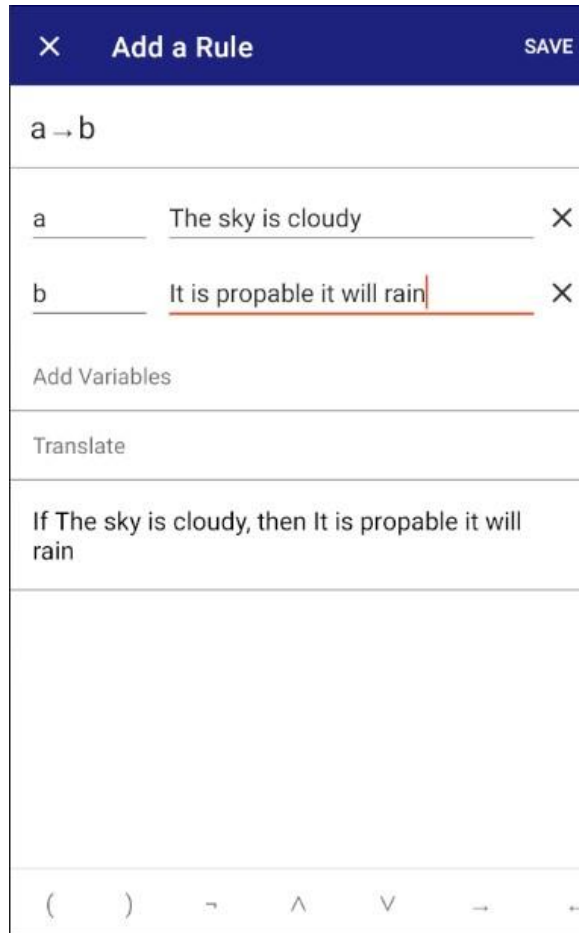 × Add a Rule SAVE
a→b
a The sky is cloudy ×
b It is propable it will rain ×
Add Variables
Translate
If The sky is cloudy, then It is propable it will
rain
( ) ¬ ∧ ∨ →